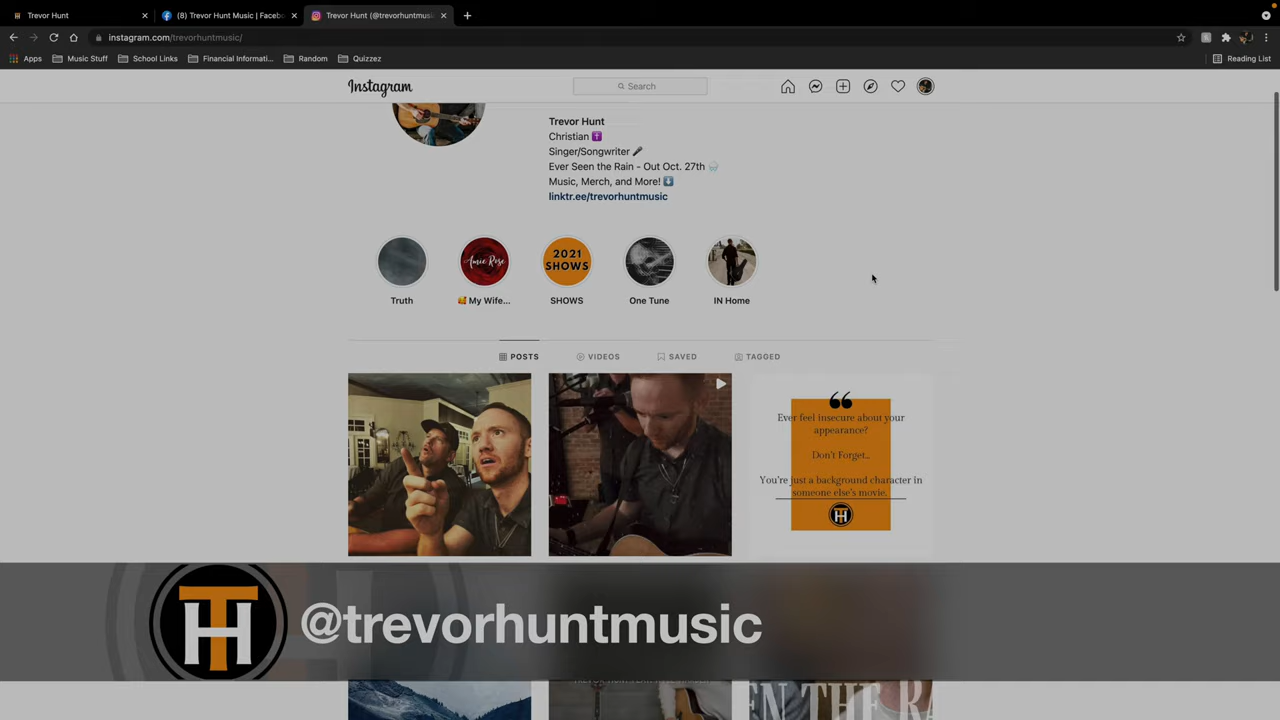 Trevor Hunt
(8) Trevor Hunt Music | Facebo
Trevor Hunt (@trevorhuntmusic
instagram.com/trevorhuntmusic/
Apps
Music Stuff
School Links
Financial Informati...
Random
Quizzez
Reading List
Instagram
Search
Trevor Hunt
Christian
Singer/Songwriter
Ever Seen the Rain - Out Oct. 27th
Music, Merch, and More!
linktr.ee/trevorhuntmusic
Amie Rose
2021
SHOWS
Truth
My Wife...
SHOWS
One Tune
IN Home
POSTS
VIDEOS
SAVED
TAGGED
Ever feel insecure about your
appearance?
Don't Forget..
You're just a background character in
someone else's movie.
TH
TH
@trevorhuntmusic
EN THE RA